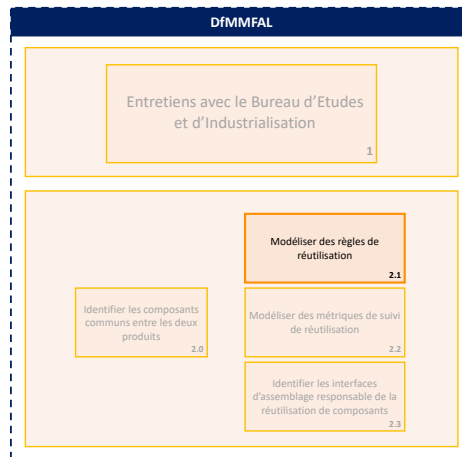 DfMMFAL
Entretiens avec le Bureau d'Etudes
et d'Industrialisation
1
Modéliser des règles de
réutilisation
2.1
Identifier les composants
communs entre les deux
produits
2.0
Modéliser des métriques de suivi
de réutilisation
2.2
Identifier les interfaces
d'assemblage responsable de la
réutilisation de composants
2.3